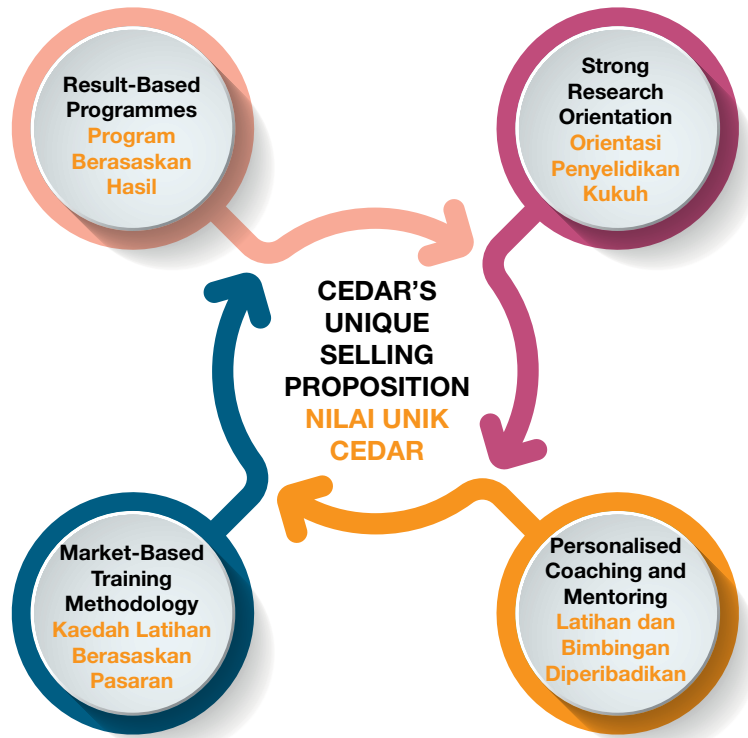 Result-Based
Programmes
Program
Berasaskan
Hasil
Strong
Research
Orientation
Orientasi
Penyelidikan
Kukuh
CEDAR'S
UNIQUE
SELLING
PROPOSITION
NILAI UNIK
CEDAR
Market-Based
Training
Methodology
Kaedah Latihan
Berasaskan
Pasaran
Personalised
Coaching and
Mentoring
Latihan dan
Bimbingan
Diperibadikan